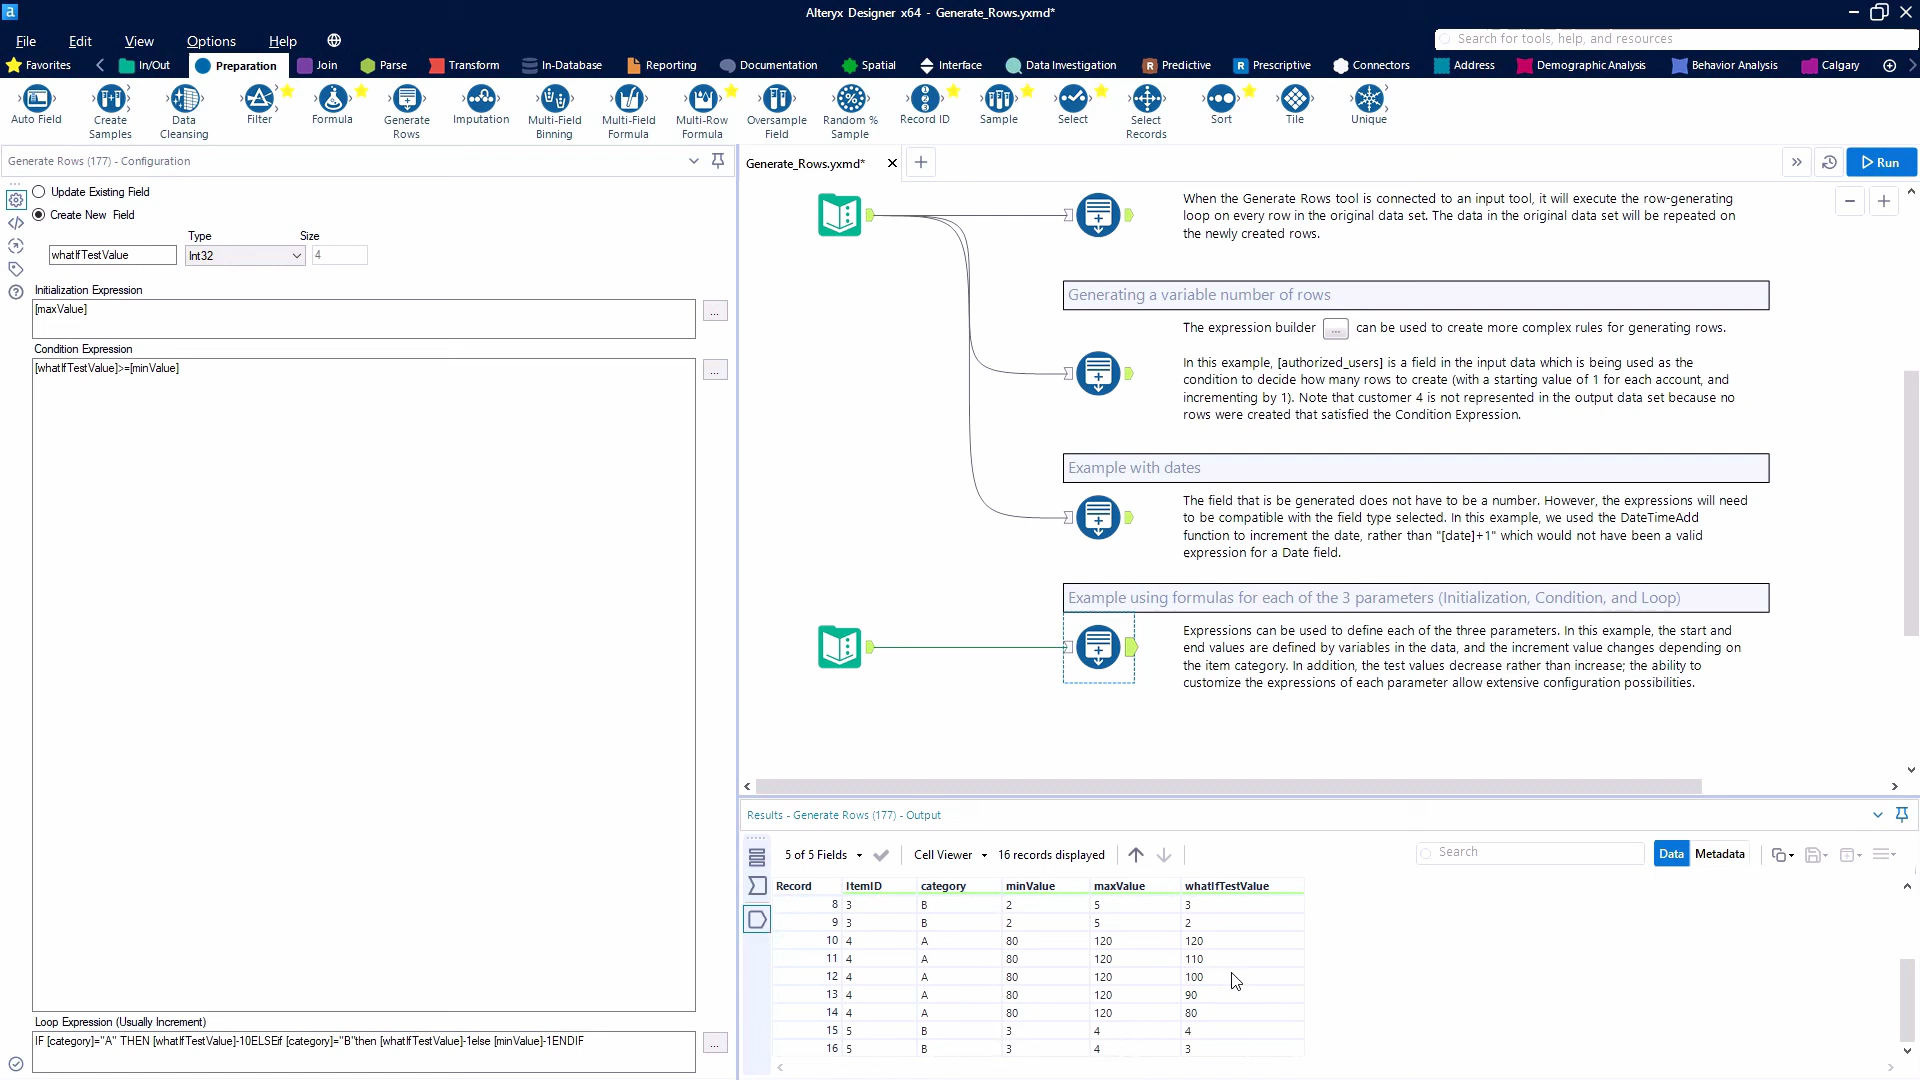 a
Alteryx Designer x64 - Generate_Rows.yxmd*
File Edit View Options Help
Search for tools, help, and resources
Favorites In/Out Preparation Join Parse Transform In-Database Reporting Documentation Spatial Interface Data Investigation Predictive Prescriptive Connectors Address Demographic Analysis Behavior Analysis Calgary
Auto Field
Create Samples
Data Cleansing
Filter
Formula
Generate Rows
Imputation
Multi-Field Binning
Multi-Field Formula
Multi-Row Formula
Oversample Field
Random % Sample
Record ID
Sample
Select
Select Records
Sort
Tile
Unique
Generate Rows (177) - Configuration
Update Existing Field
Create New Field
Type Size
whatIfTestValue Int32 4
Initialization Expression
[maxValue]
...
Condition Expression
[whatIfTestValue]>=[minValue]
...
Loop Expression (Usually Increment)
IF [category]="A" THEN [whatIfTestValue]-10ELSEif [category]="B"then [whatIfTestValue]-1else [minValue]-1ENDIF
...
Generate_Rows.yxmd*
Run
When the Generate Rows tool is connected to an input tool, it will execute the row-generating
loop on every row in the original data set. The data in the original data set will be repeated on
the newly created rows.
Generating a variable number of rows
The expression builder ... can be used to create more complex rules for generating rows.
In this example, [authorized_users] is a field in the input data which is being used as the
condition to decide how many rows to create (with a starting value of 1 for each account, and
incrementing by 1). Note that customer 4 is not represented in the output data set because no
rows were created that satisfied the Condition Expression.
Example with dates
The field that is be generated does not have to be a number. However, the expressions will need
to be compatible with the field type selected. In this example, we used the DateTimeAdd
function to increment the date, rather than "[date]+1" which would not have been a valid
expression for a Date field.
Example using formulas for each of the 3 parameters (Initialization, Condition, and Loop)
Expressions can be used to define each of the three parameters. In this example, the start and
end values are defined by variables in the data, and the increment value changes depending on
the item category. In addition, the test values decrease rather than increase; the ability to
customize the expressions of each parameter allow extensive configuration possibilities.
Results - Generate Rows (177) - Output
5 of 5 Fields Cell Viewer 16 records displayed Search Data Metadata
Record ItemID category minValue maxValue whatIfTestValue
8 3 B 2 5 3
9 3 B 2 5 2
10 4 A 80 120 120
11 4 A 80 120 110
12 4 A 80 120 100
13 4 A 80 120 90
14 4 A 80 120 80
15 5 B 3 4 4
16 5 B 3 4 3